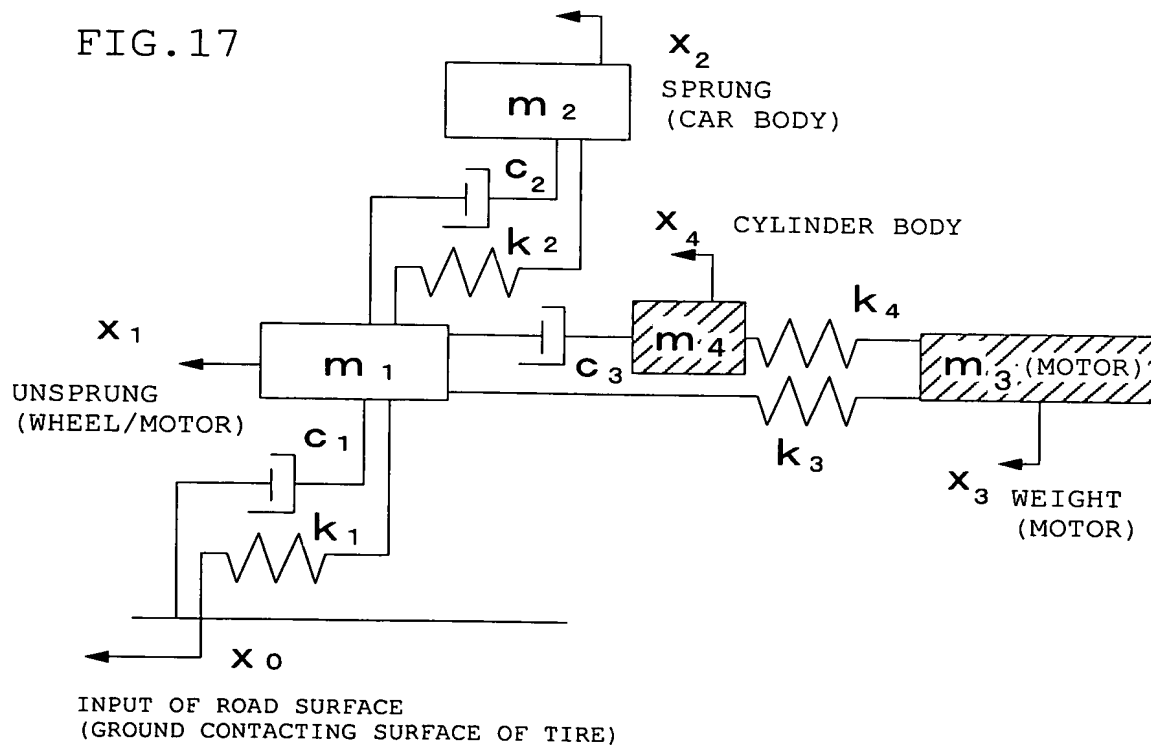 FIG.17
x₂
SPRUNG
(CAR BODY)
m₂
c₂
k₂
x₄ CYLINDER BODY
k₄
x₁
m₁
m₄
c₃
m₃ (MOTOR)
UNSPRUNG
(WHEEL/MOTOR)
c₁
k₃
x₃ WEIGHT
(MOTOR)
k₁
x₀
INPUT OF ROAD SURFACE
(GROUND CONTACTING SURFACE OF TIRE)